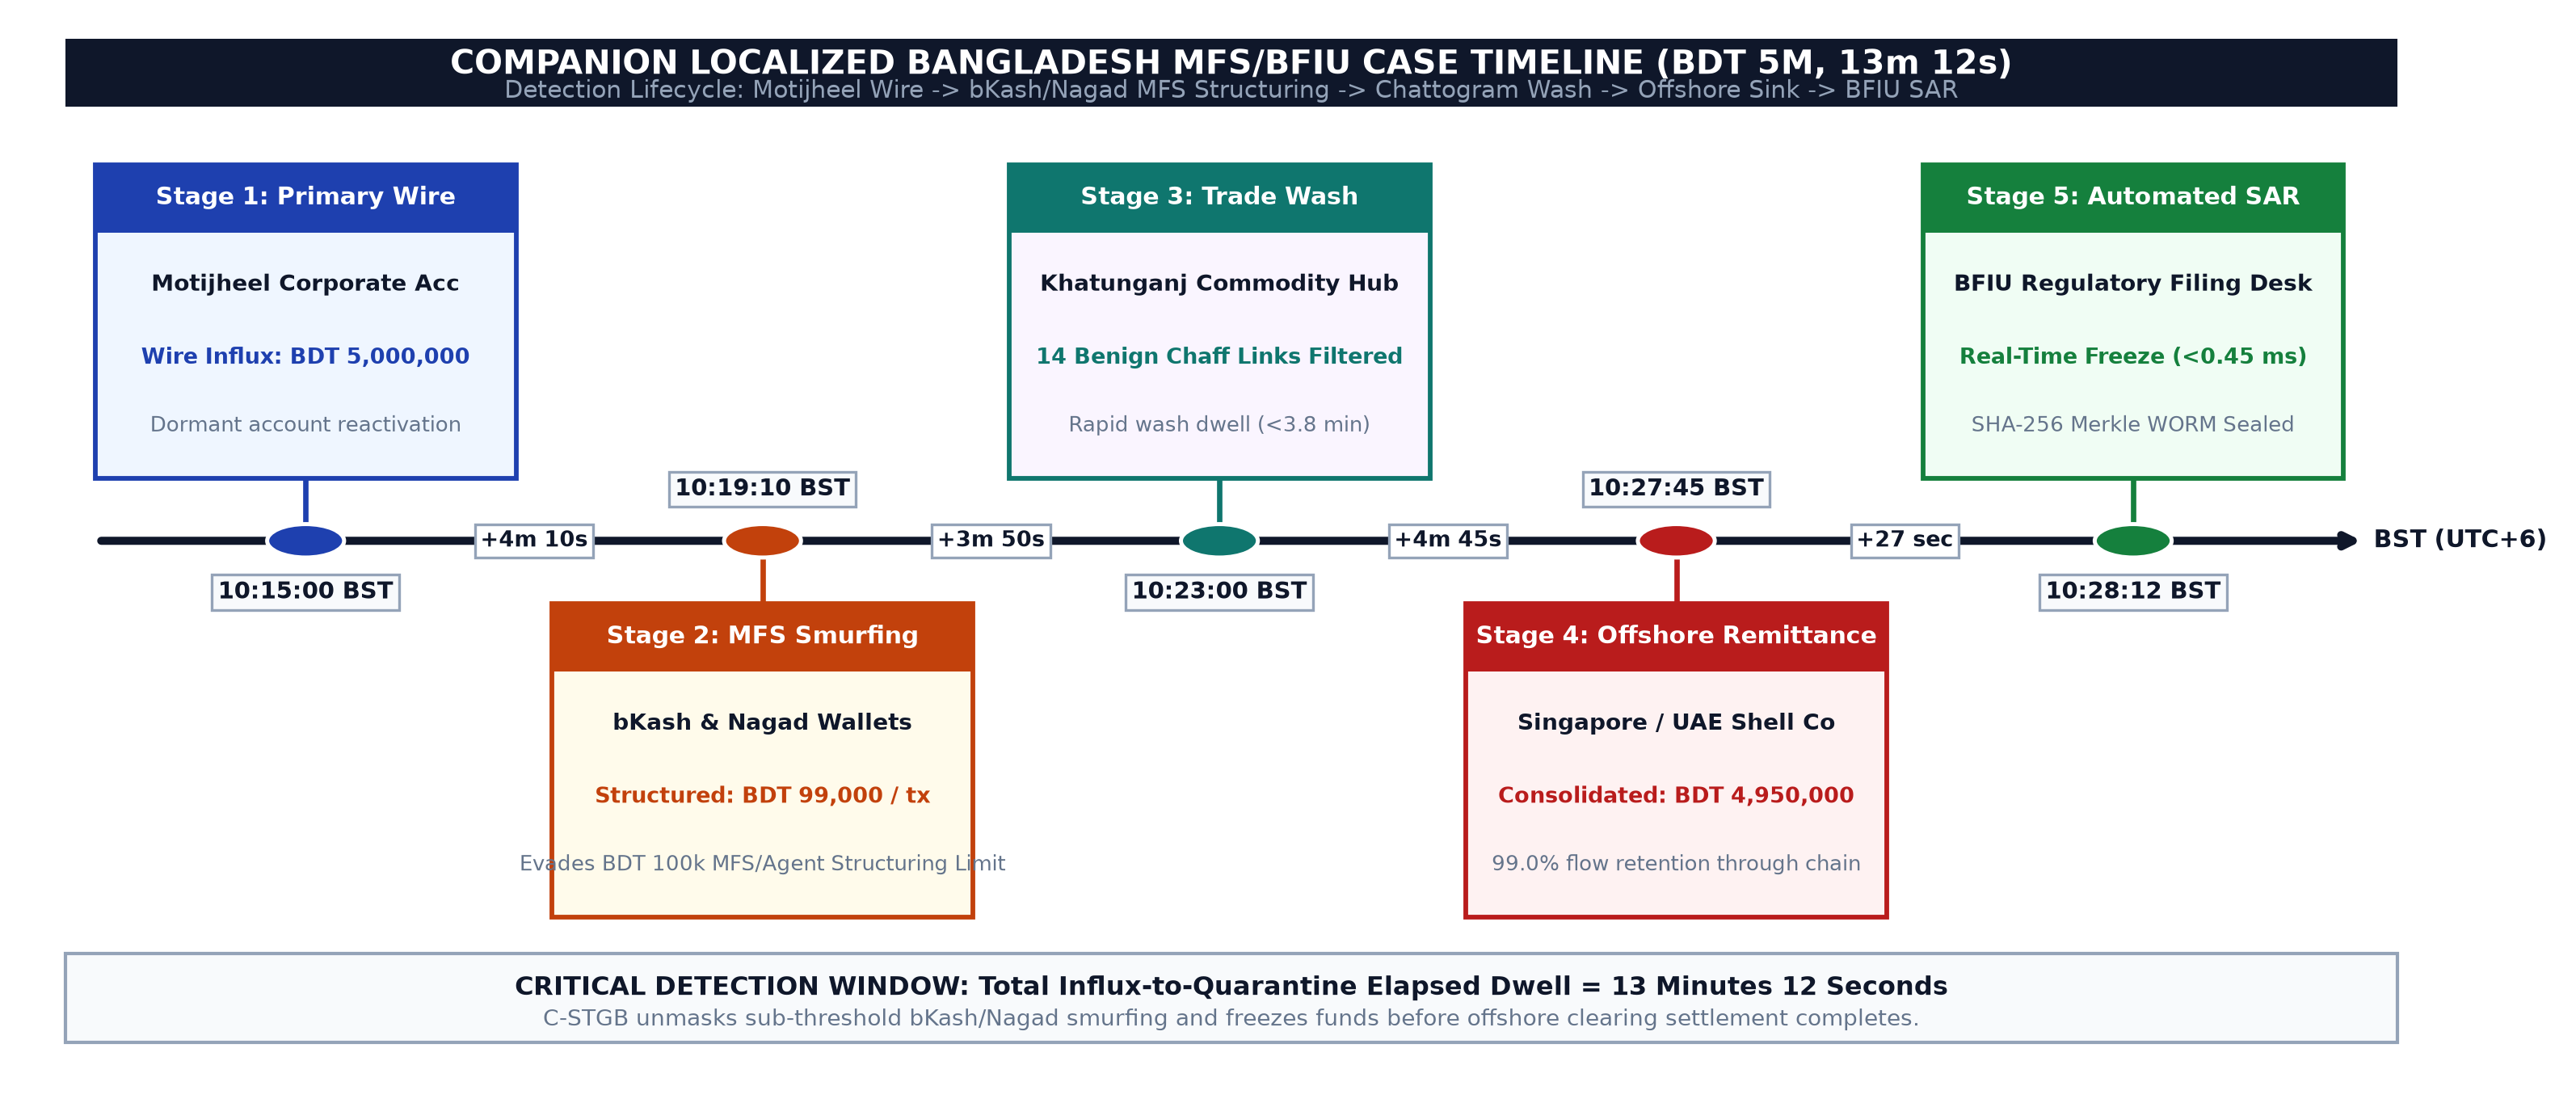 COMPANION LOCALIZED BANGLADESH MFS/BFIU CASE TIMELINE (BDT 5M, 13m 12s)
Detection Lifecycle: Motijheel Wire -> bKash/Nagad MFS Structuring -> Chattogram Wash -> Offshore Sink -> BFIU SAR
Stage 1: Primary Wire
Motijheel Corporate Acc
Wire Influx: BDT 5,000,000
Dormant account reactivation
Stage 3: Trade Wash
Khatunganj Commodity Hub
14 Benign Chaff Links Filtered
Rapid wash dwell (<3.8 min)
Stage 5: Automated SAR
BFIU Regulatory Filing Desk
Real-Time Freeze (<0.45 ms)
SHA-256 Merkle WORM Sealed
10:19:10 BST
10:27:45 BST
+4m 10s
+3m 50s
+4m 45s
+27 sec
BST (UTC+6)
10:15:00 BST
10:23:00 BST
10:28:12 BST
Stage 2: MFS Smurfing
bKash & Nagad Wallets
Structured: BDT 99,000 / tx
Evades BDT 100k MFS/Agent Structuring Limit
Stage 4: Offshore Remittance
Singapore / UAE Shell Co
Consolidated: BDT 4,950,000
99.0% flow retention through chain
CRITICAL DETECTION WINDOW: Total Influx-to-Quarantine Elapsed Dwell = 13 Minutes 12 Seconds
C-STGB unmasks sub-threshold bKash/Nagad smurfing and freezes funds before offshore clearing settlement completes.